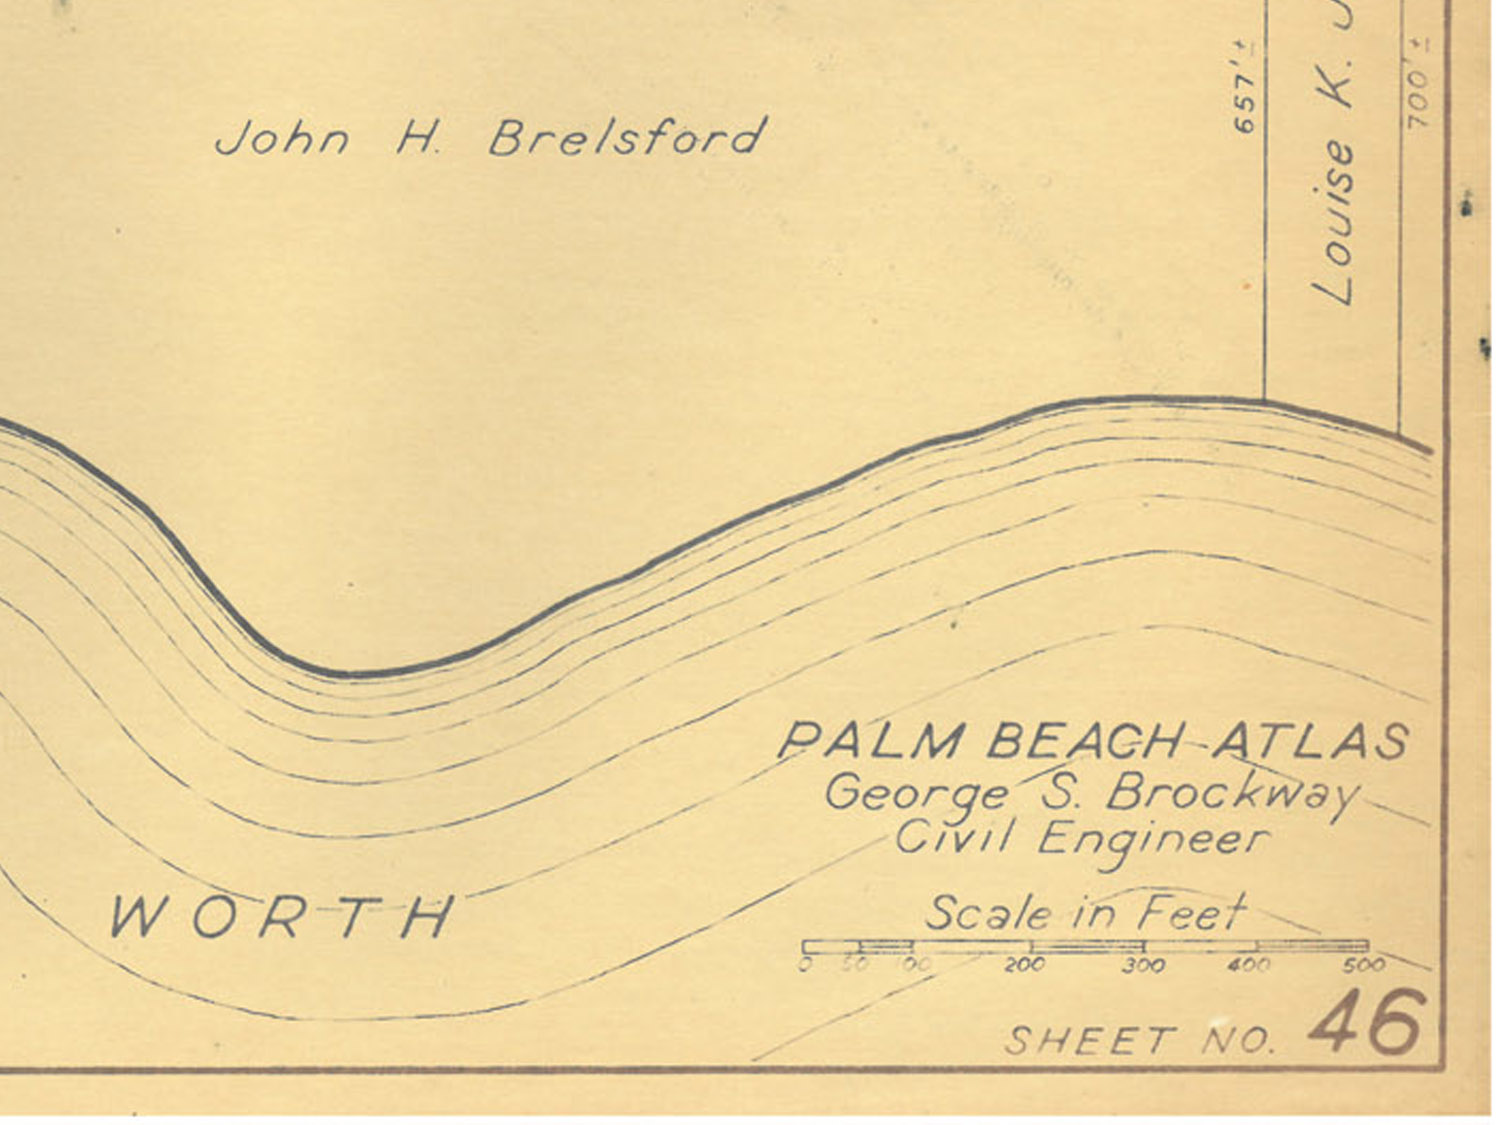 John H. Brelsford
657'±
Louise K. J
700'±
WORTH
PALM BEACH ATLAS
George S. Brockway
Civil Engineer
Scale in Feet
0 50 100 200 300 400 500
SHEET NO. 46